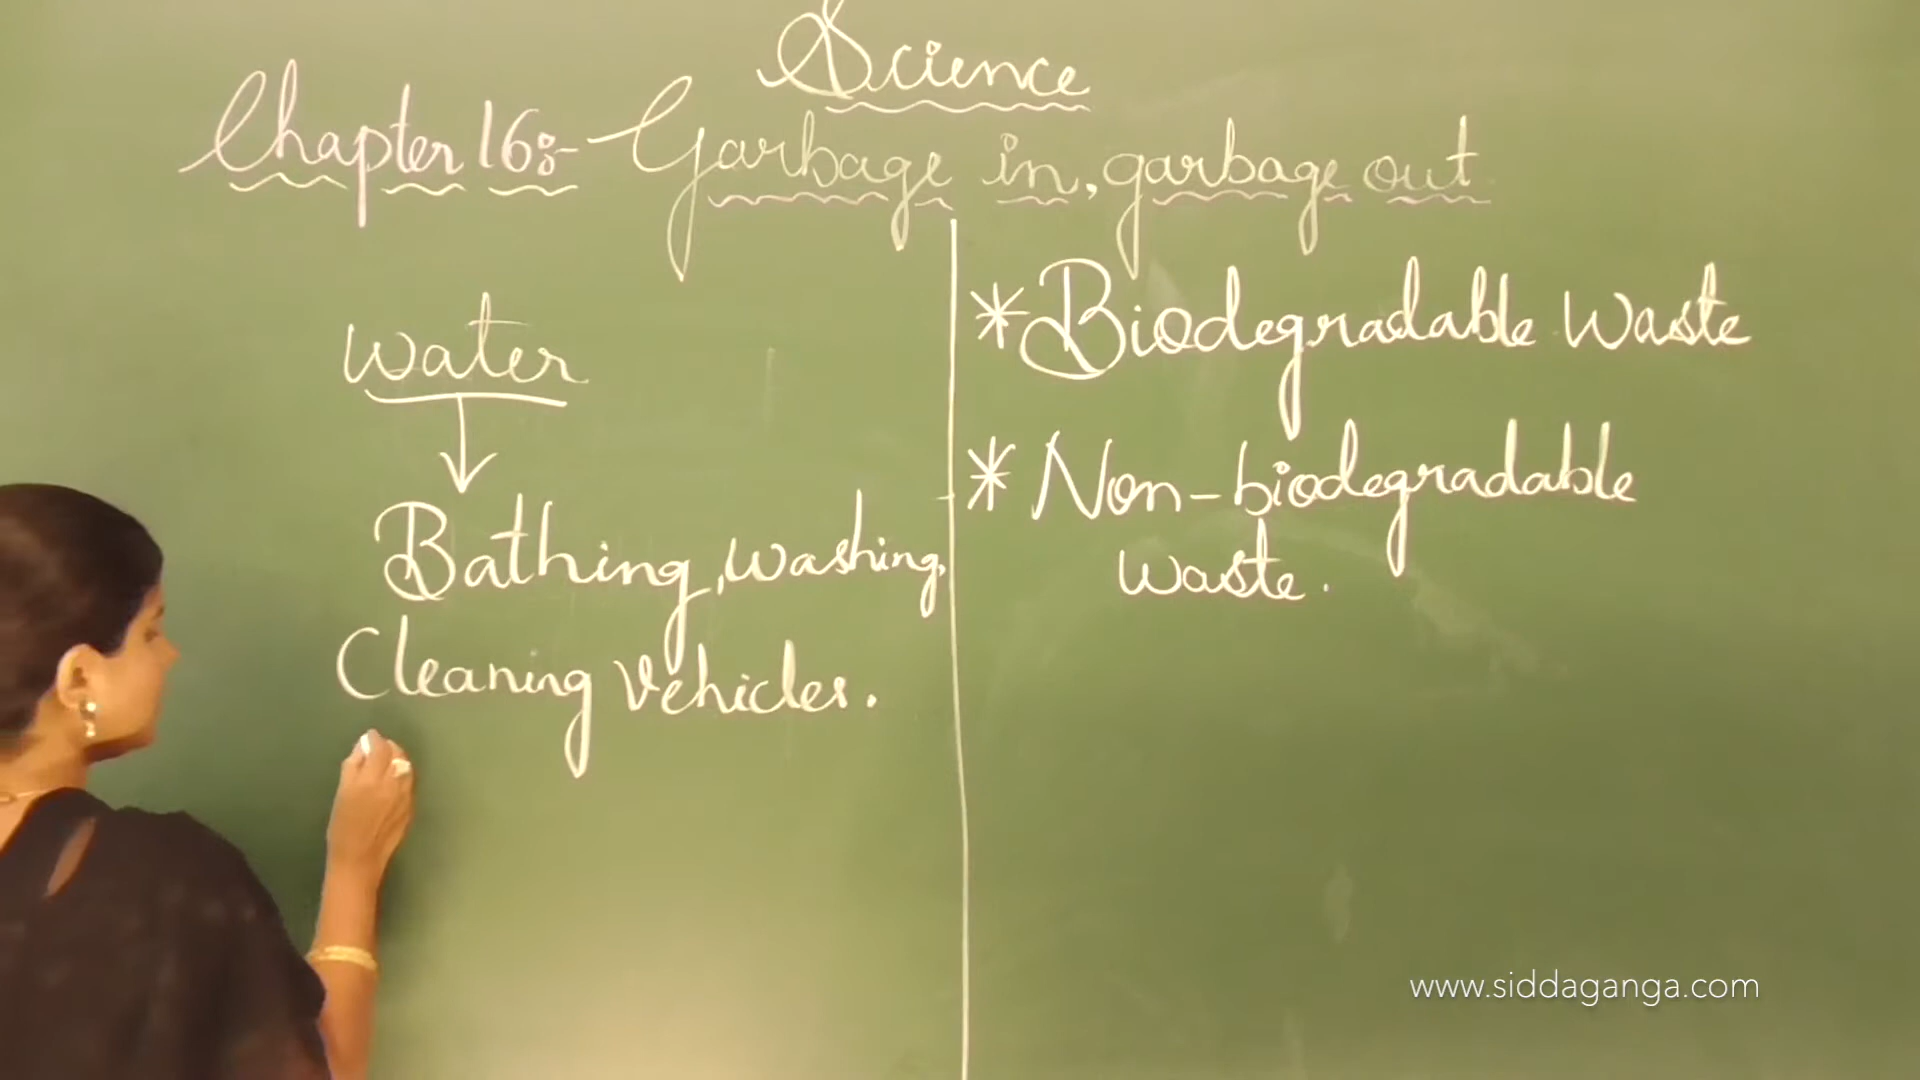 Science
Chapter 16:- Garbage in, garbage out
Water
Bathing, Washing,
Cleaning Vehicles.
* Biodegradable Waste
* Non-biodegradable
Waste.
www.siddaganga.com